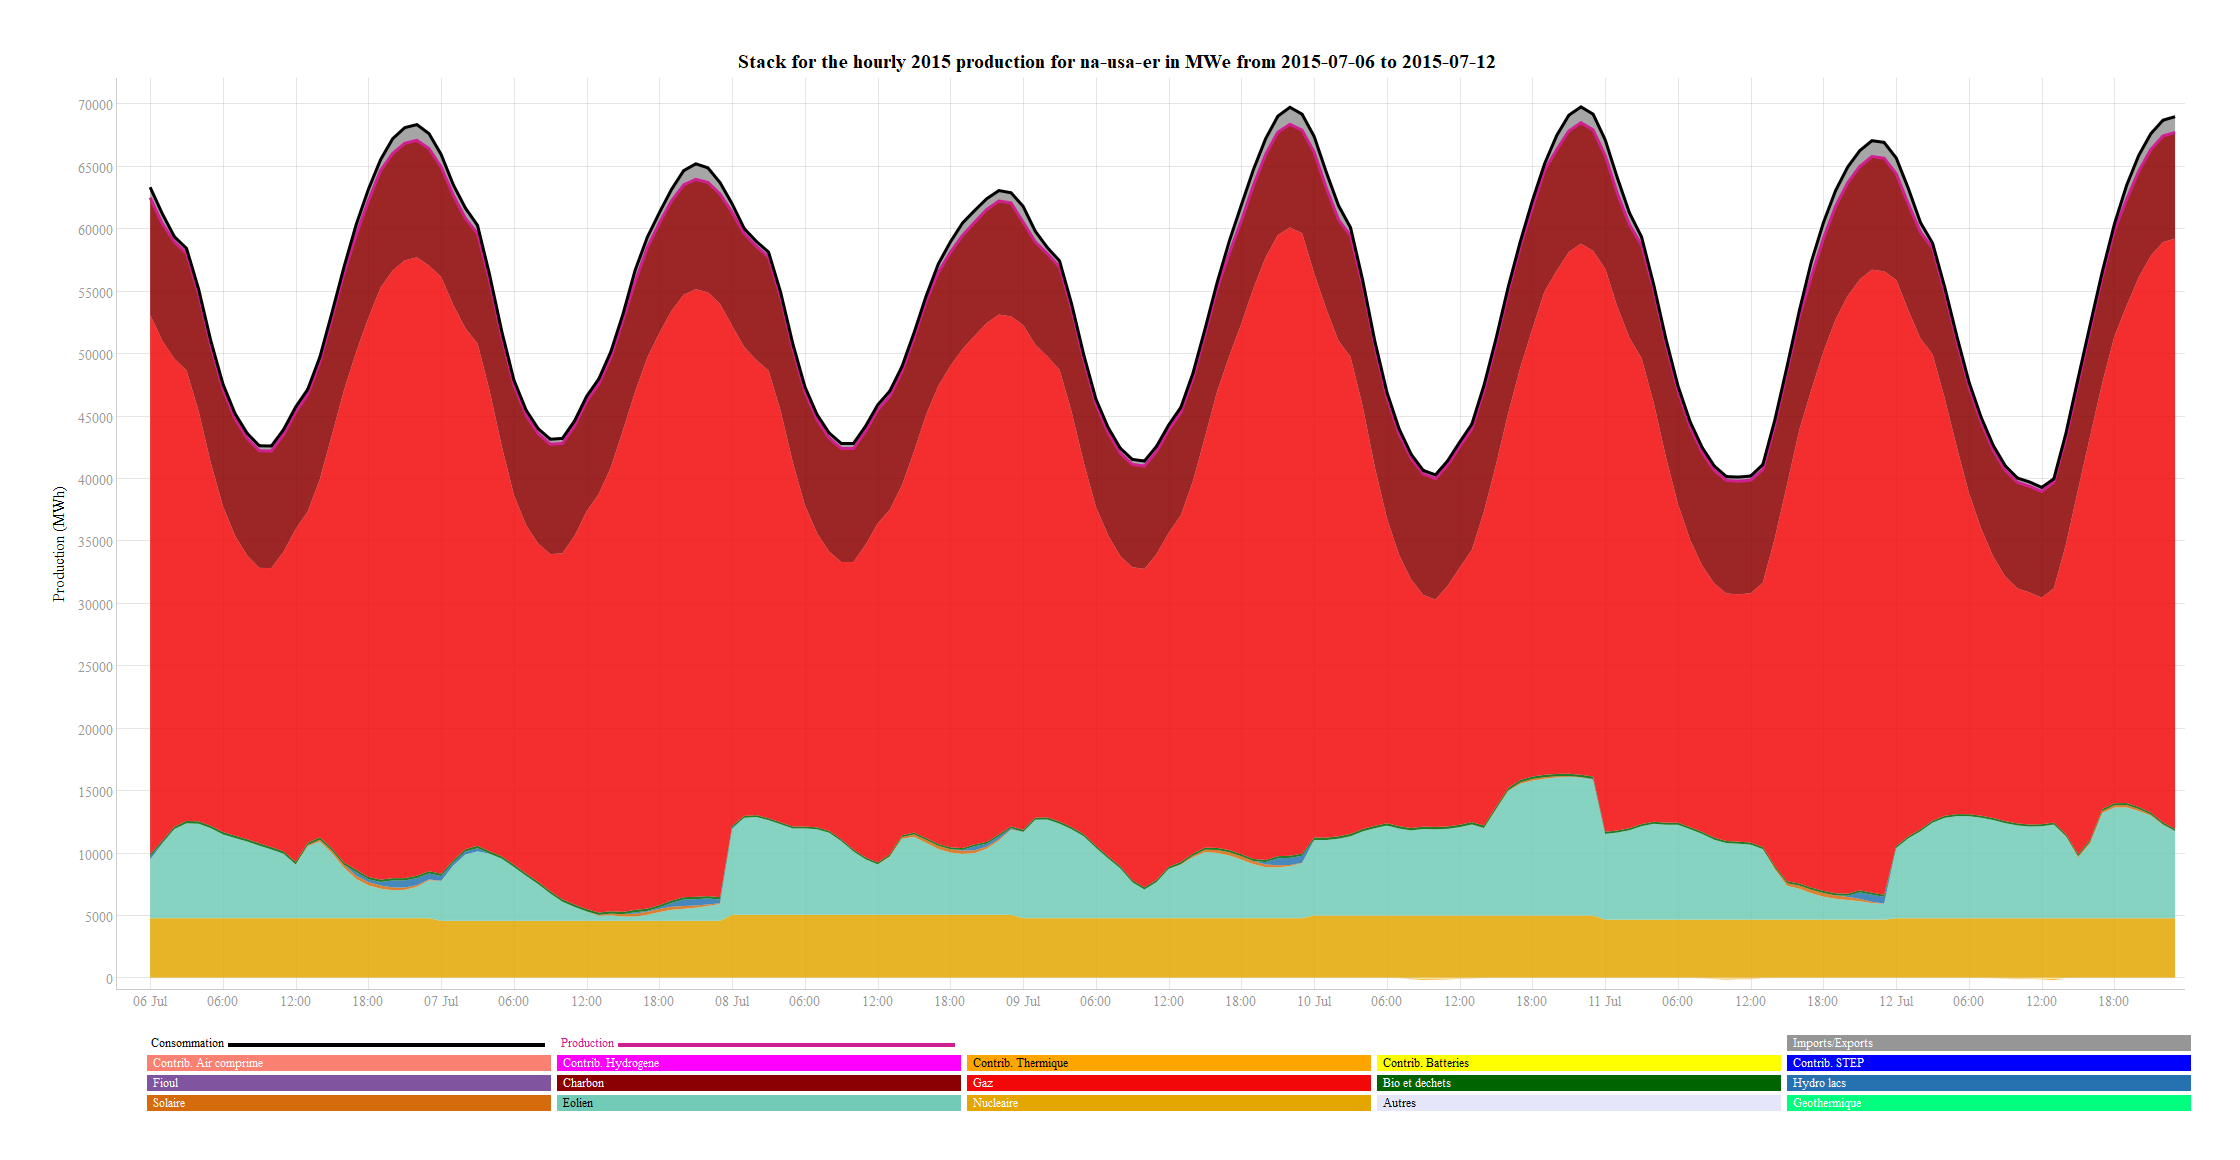 Stack for the hourly 2015 production for na-usa-er in MWe from 2015-07-06 to 2015-07-12
Production (MWh)
70000
65000
60000
55000
50000
45000
40000
35000
30000
25000
20000
15000
10000
5000
0
06 Jul 06:00 12:00 18:00 07 Jul 06:00 12:00 18:00 08 Jul 06:00 12:00 18:00 09 Jul 06:00 12:00 18:00 10 Jul 06:00 12:00 18:00 11 Jul 06:00 12:00 18:00 12 Jul 06:00 12:00 18:00
Consommation Production Imports/Exports
Contrib. Air comprime Contrib. Hydrogene Contrib. Thermique Contrib. Batteries Contrib. STEP
Fioul Charbon Gaz Bio et dechets Hydro lacs
Solaire Eolien Nucleaire Autres Geothermique